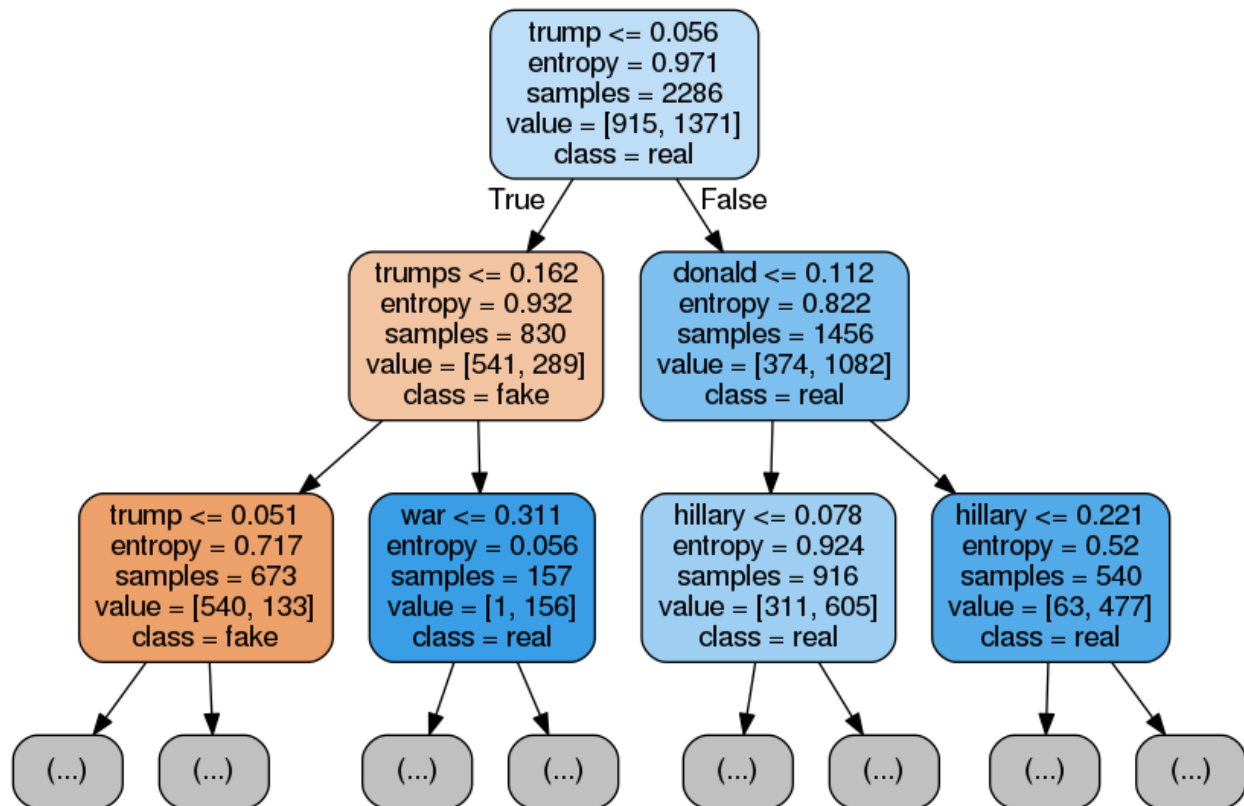 trump <= 0.056
entropy = 0.971
samples = 2286
value = [915, 1371]
class = real
True
False
trumps <= 0.162
entropy = 0.932
samples = 830
value = [541, 289]
class = fake
donald <= 0.112
entropy = 0.822
samples = 1456
value = [374, 1082]
class = real
trump <= 0.051
entropy = 0.717
samples = 673
value = [540, 133]
class = fake
war <= 0.311
entropy = 0.056
samples = 157
value = [1, 156]
class = real
hillary <= 0.078
entropy = 0.924
samples = 916
value = [311, 605]
class = real
hillary <= 0.221
entropy = 0.52
samples = 540
value = [63, 477]
class = real
(...)
(...)
(...)
(...)
(...)
(...)
(...)
(...)